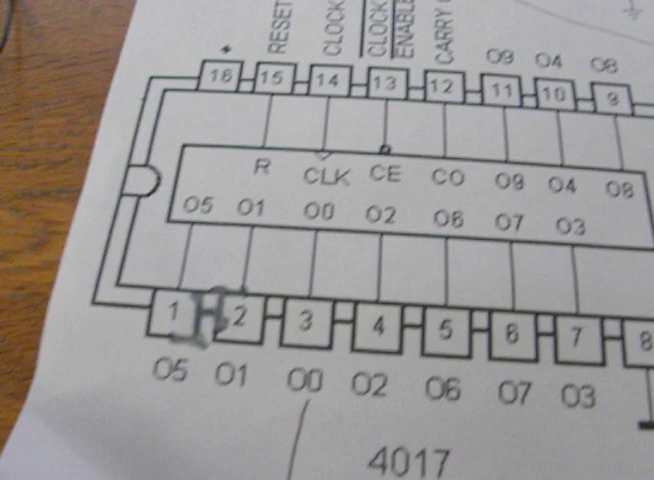 RESET
CLOCK
CLOCK
ENABLE
CARRY
O9 O4 O8
+
16 15 14 13 12 11 10 9
R CLK CE CO O9 O4 O8
O5 O1 O0 O2 O6 O7 O3
1 2 3 4 5 6 7 8
O5 O1 O0 O2 O6 O7 O3
4017